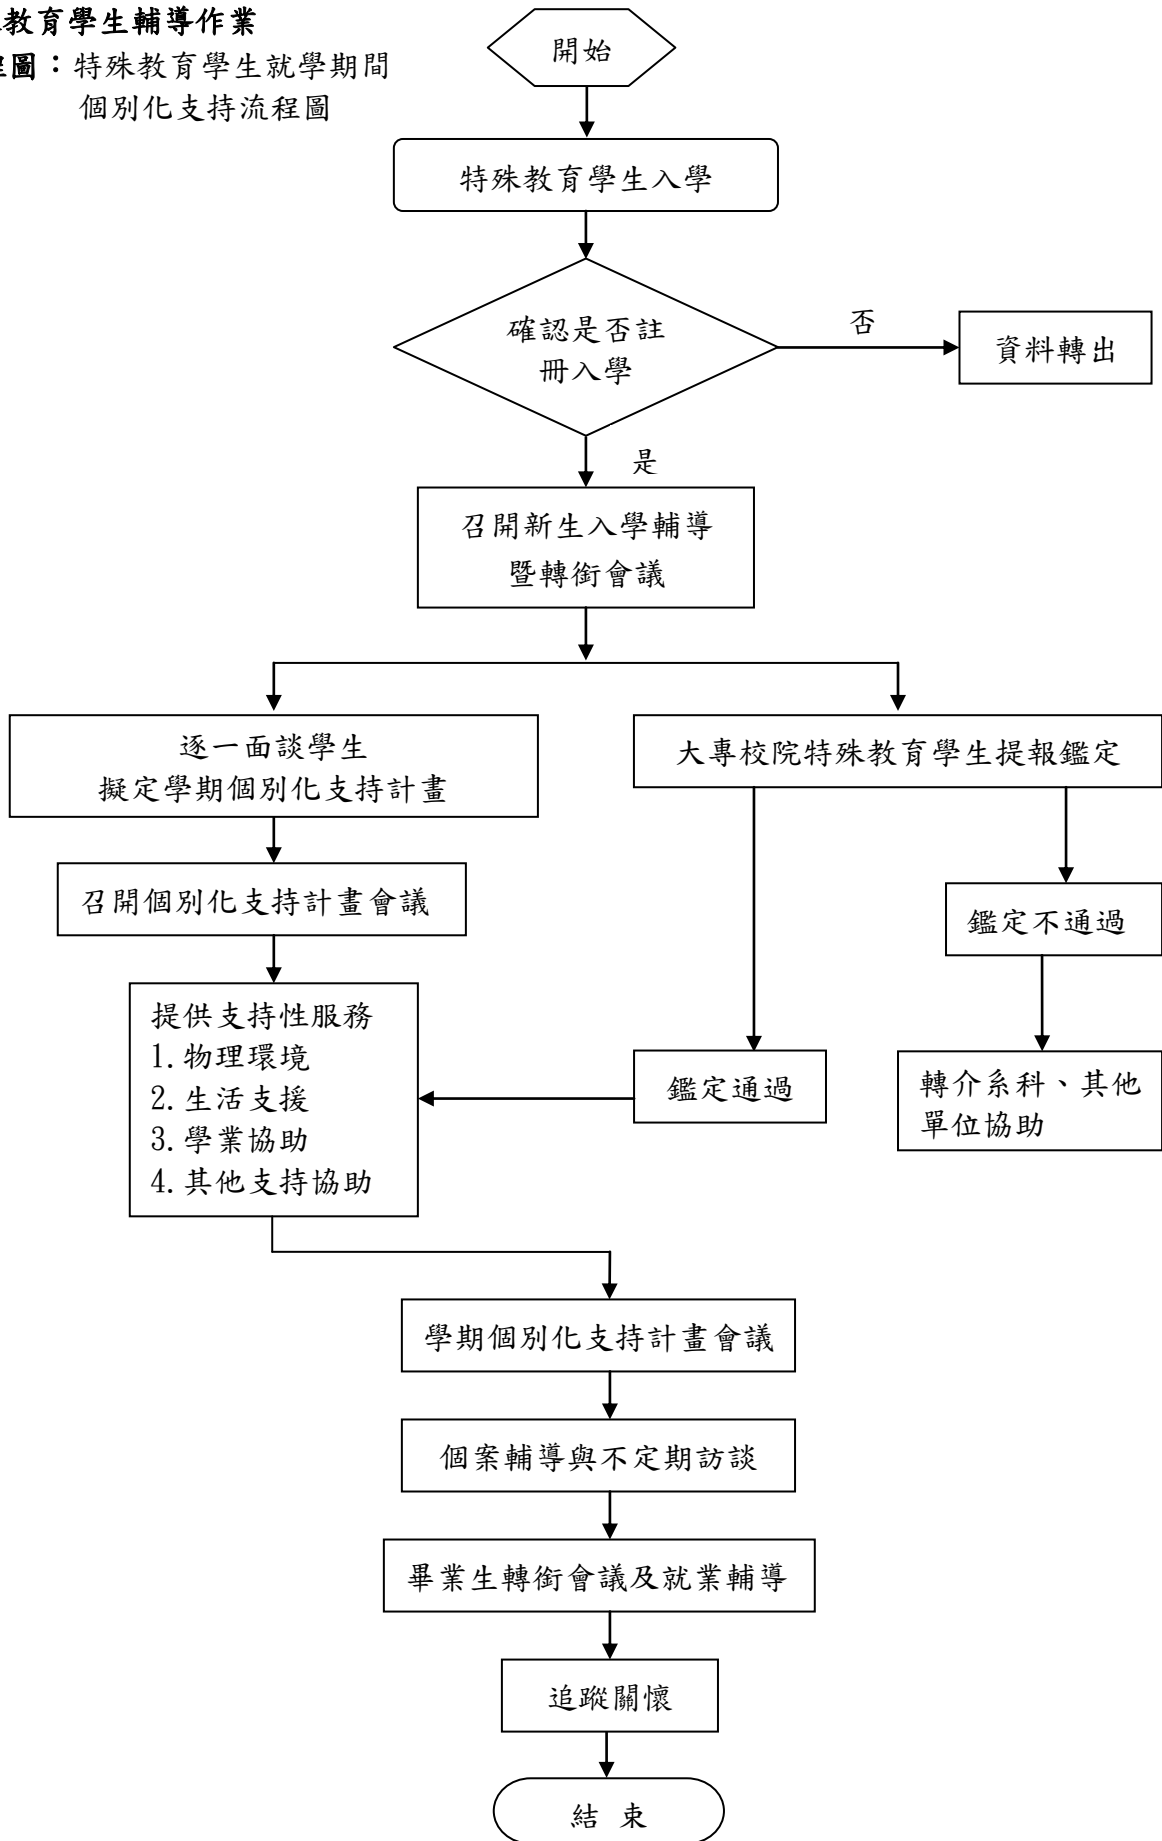 教育學生輔導作業
圖：特殊教育學生就學期間
個別化支持流程圖
開始
特殊教育學生入學
確認是否註
冊入學
否
資料轉出
是
召開新生入學輔導
暨轉銜會議
逐一面談學生
擬定學期個別化支持計畫
大專校院特殊教育學生提報鑑定
召開個別化支持計畫會議
鑑定不通過
提供支持性服務
1.物理環境
2.生活支援
3.學業協助
4.其他支持協助
鑑定通過
轉介系科、其他
單位協助
學期個別化支持計畫會議
個案輔導與不定期訪談
畢業生轉銜會議及就業輔導
追蹤關懷
結 束